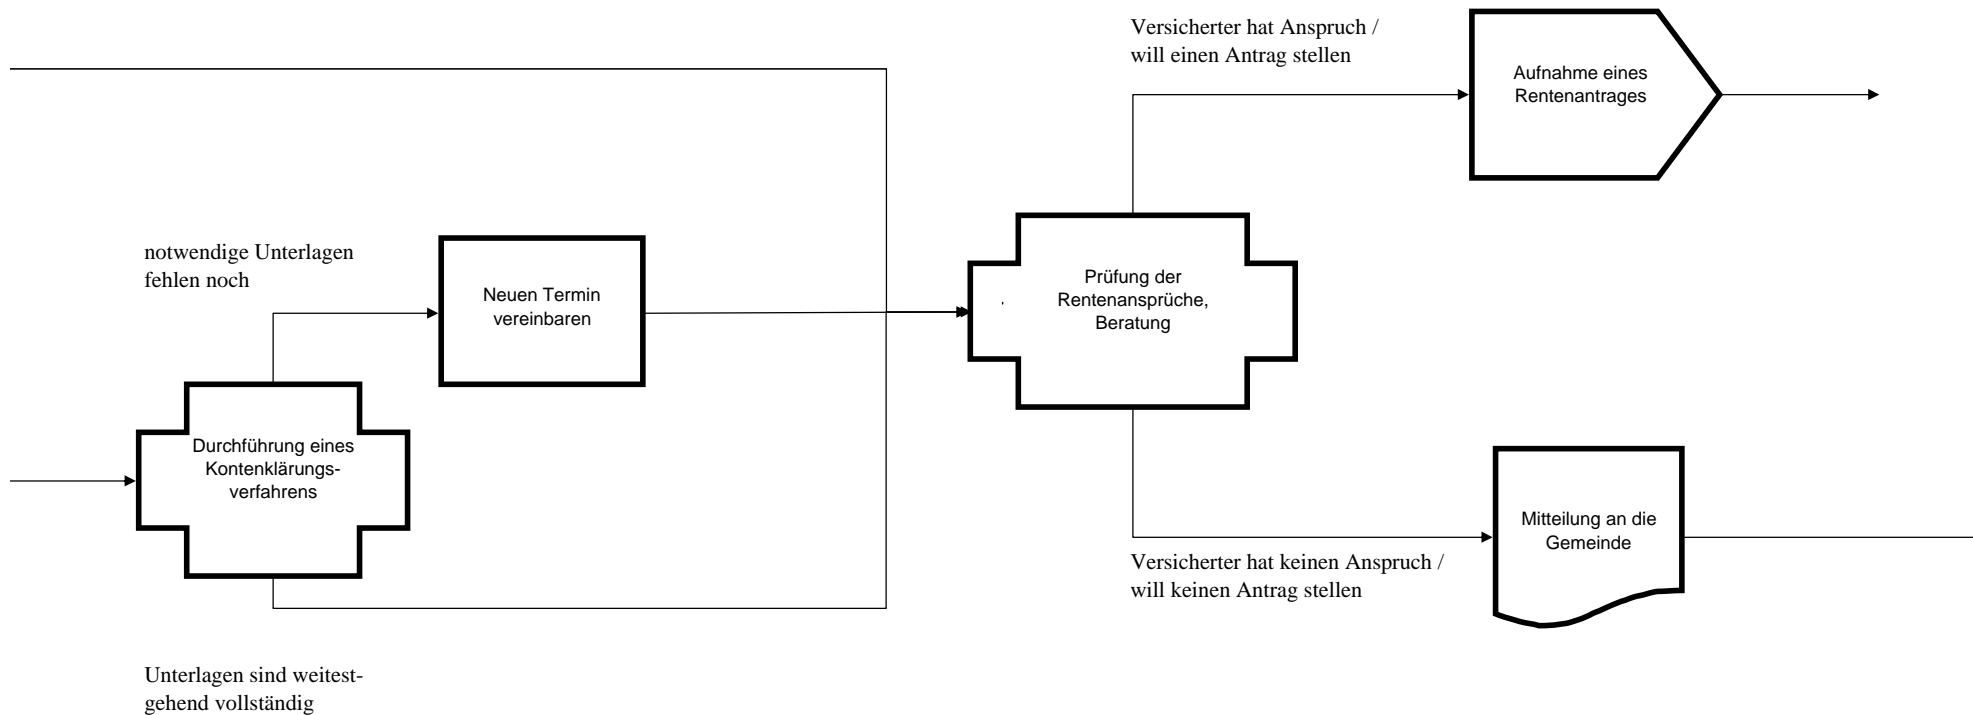 Versicherter hat Anspruch /
will einen Antrag stellen
Aufnahme eines
Rentenantrages
notwendige Unterlagen
fehlen noch
Neuen Termin
vereinbaren
Prüfung der
Rentenansprüche,
Beratung
Durchführung eines
Kontenklärungs-
verfahrens
Mitteilung an die
Gemeinde
Versicherter hat keinen Anspruch /
will keinen Antrag stellen
Unterlagen sind weitest-
gehend vollständig